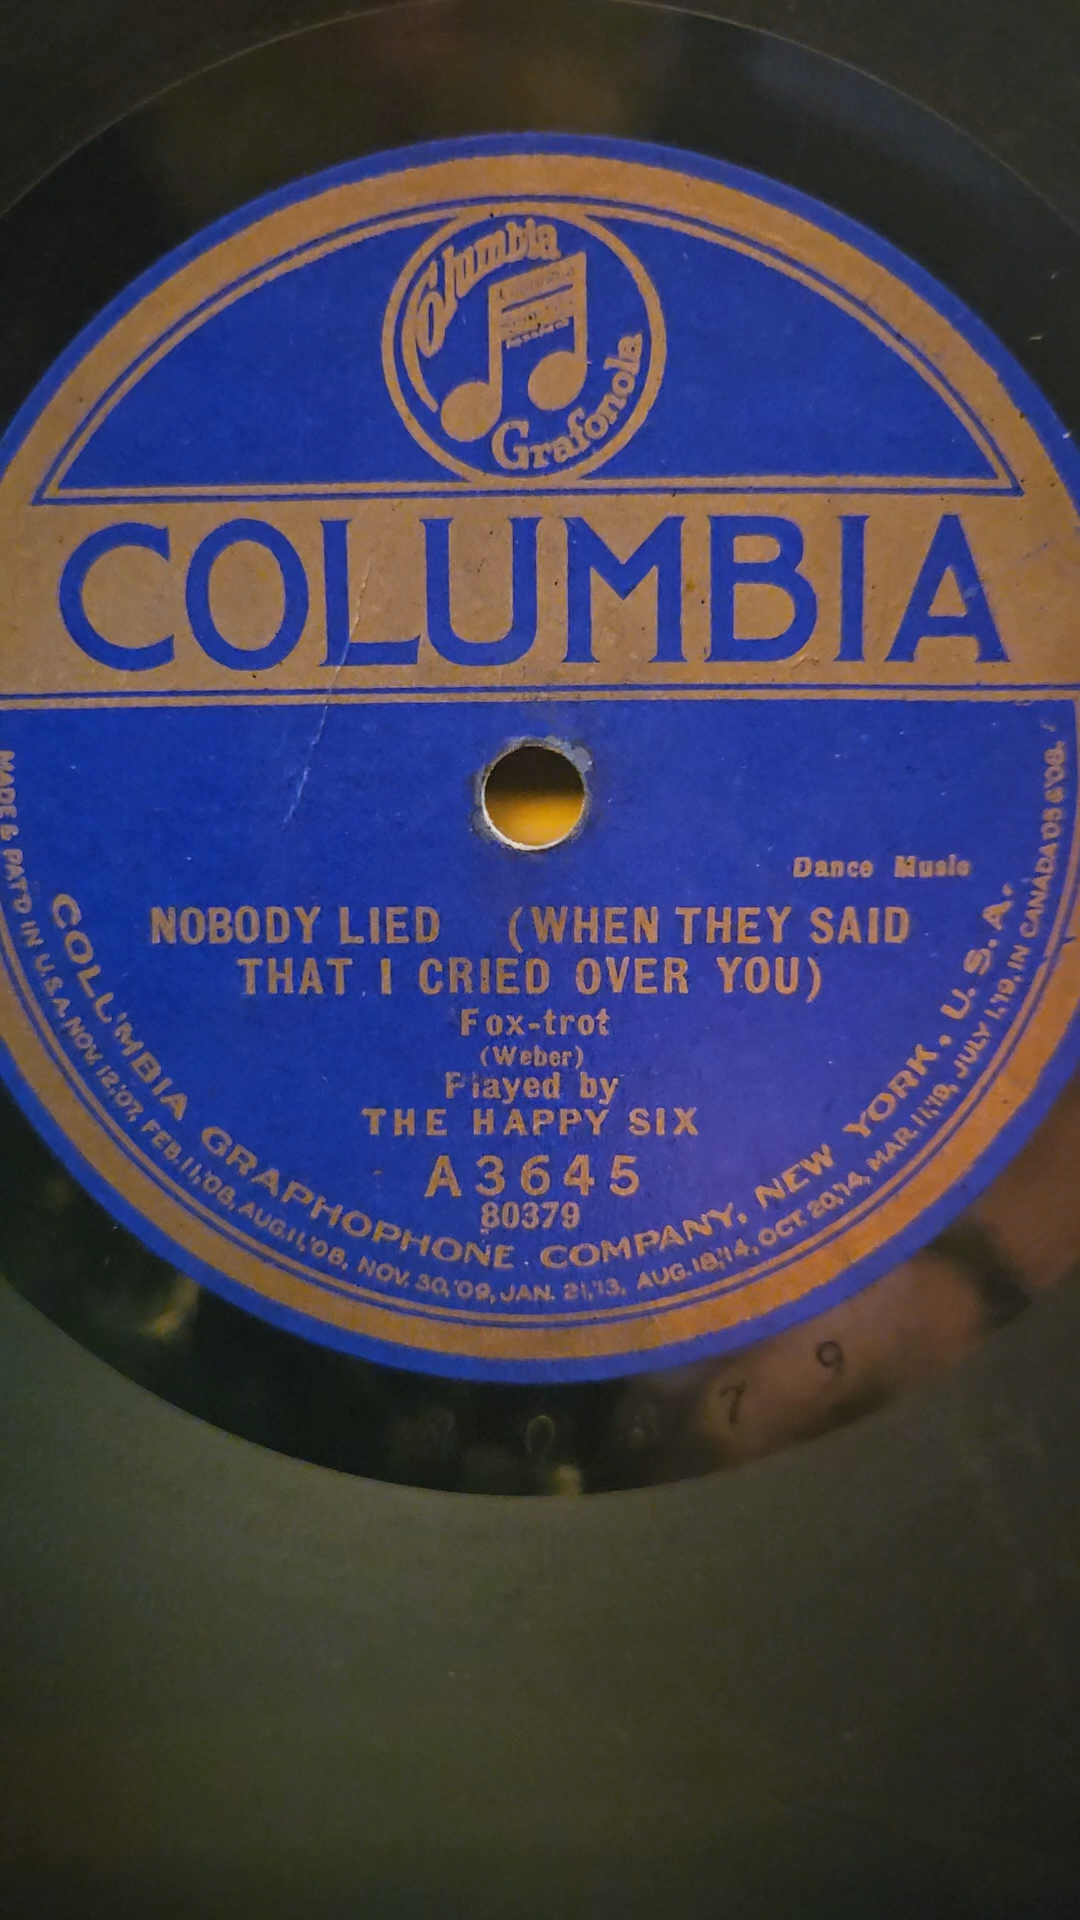 Columbia
Grafonola
COLUMBIA
Dance Music
NOBODY LIED (WHEN THEY SAID
THAT I CRIED OVER YOU)
Fox-trot
(Weber)
Played by
THE HAPPY SIX
A3645
80379
COLUMBIA GRAPHOPHONE COMPANY, NEW YORK, U.S.A.
MADE & PAT'D IN U.S.A. NOV. 12,'07, FEB. 11,'08, AUG. 11,'08, NOV. 30,'09, JAN. 21,'13, AUG. 18,'14, OCT. 20,'14, MAR. 11,'19, JULY 1,'19, IN CANADA '05 & '08.
7 9